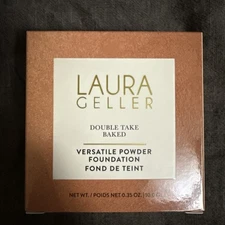 LAURA
GELLER
DOUBLE TAKE
BAKED
VERSATILE POWDER
FOUNDATION
FOND DE TEINT
NET WT. / POIDS NET 0.35 OZ.